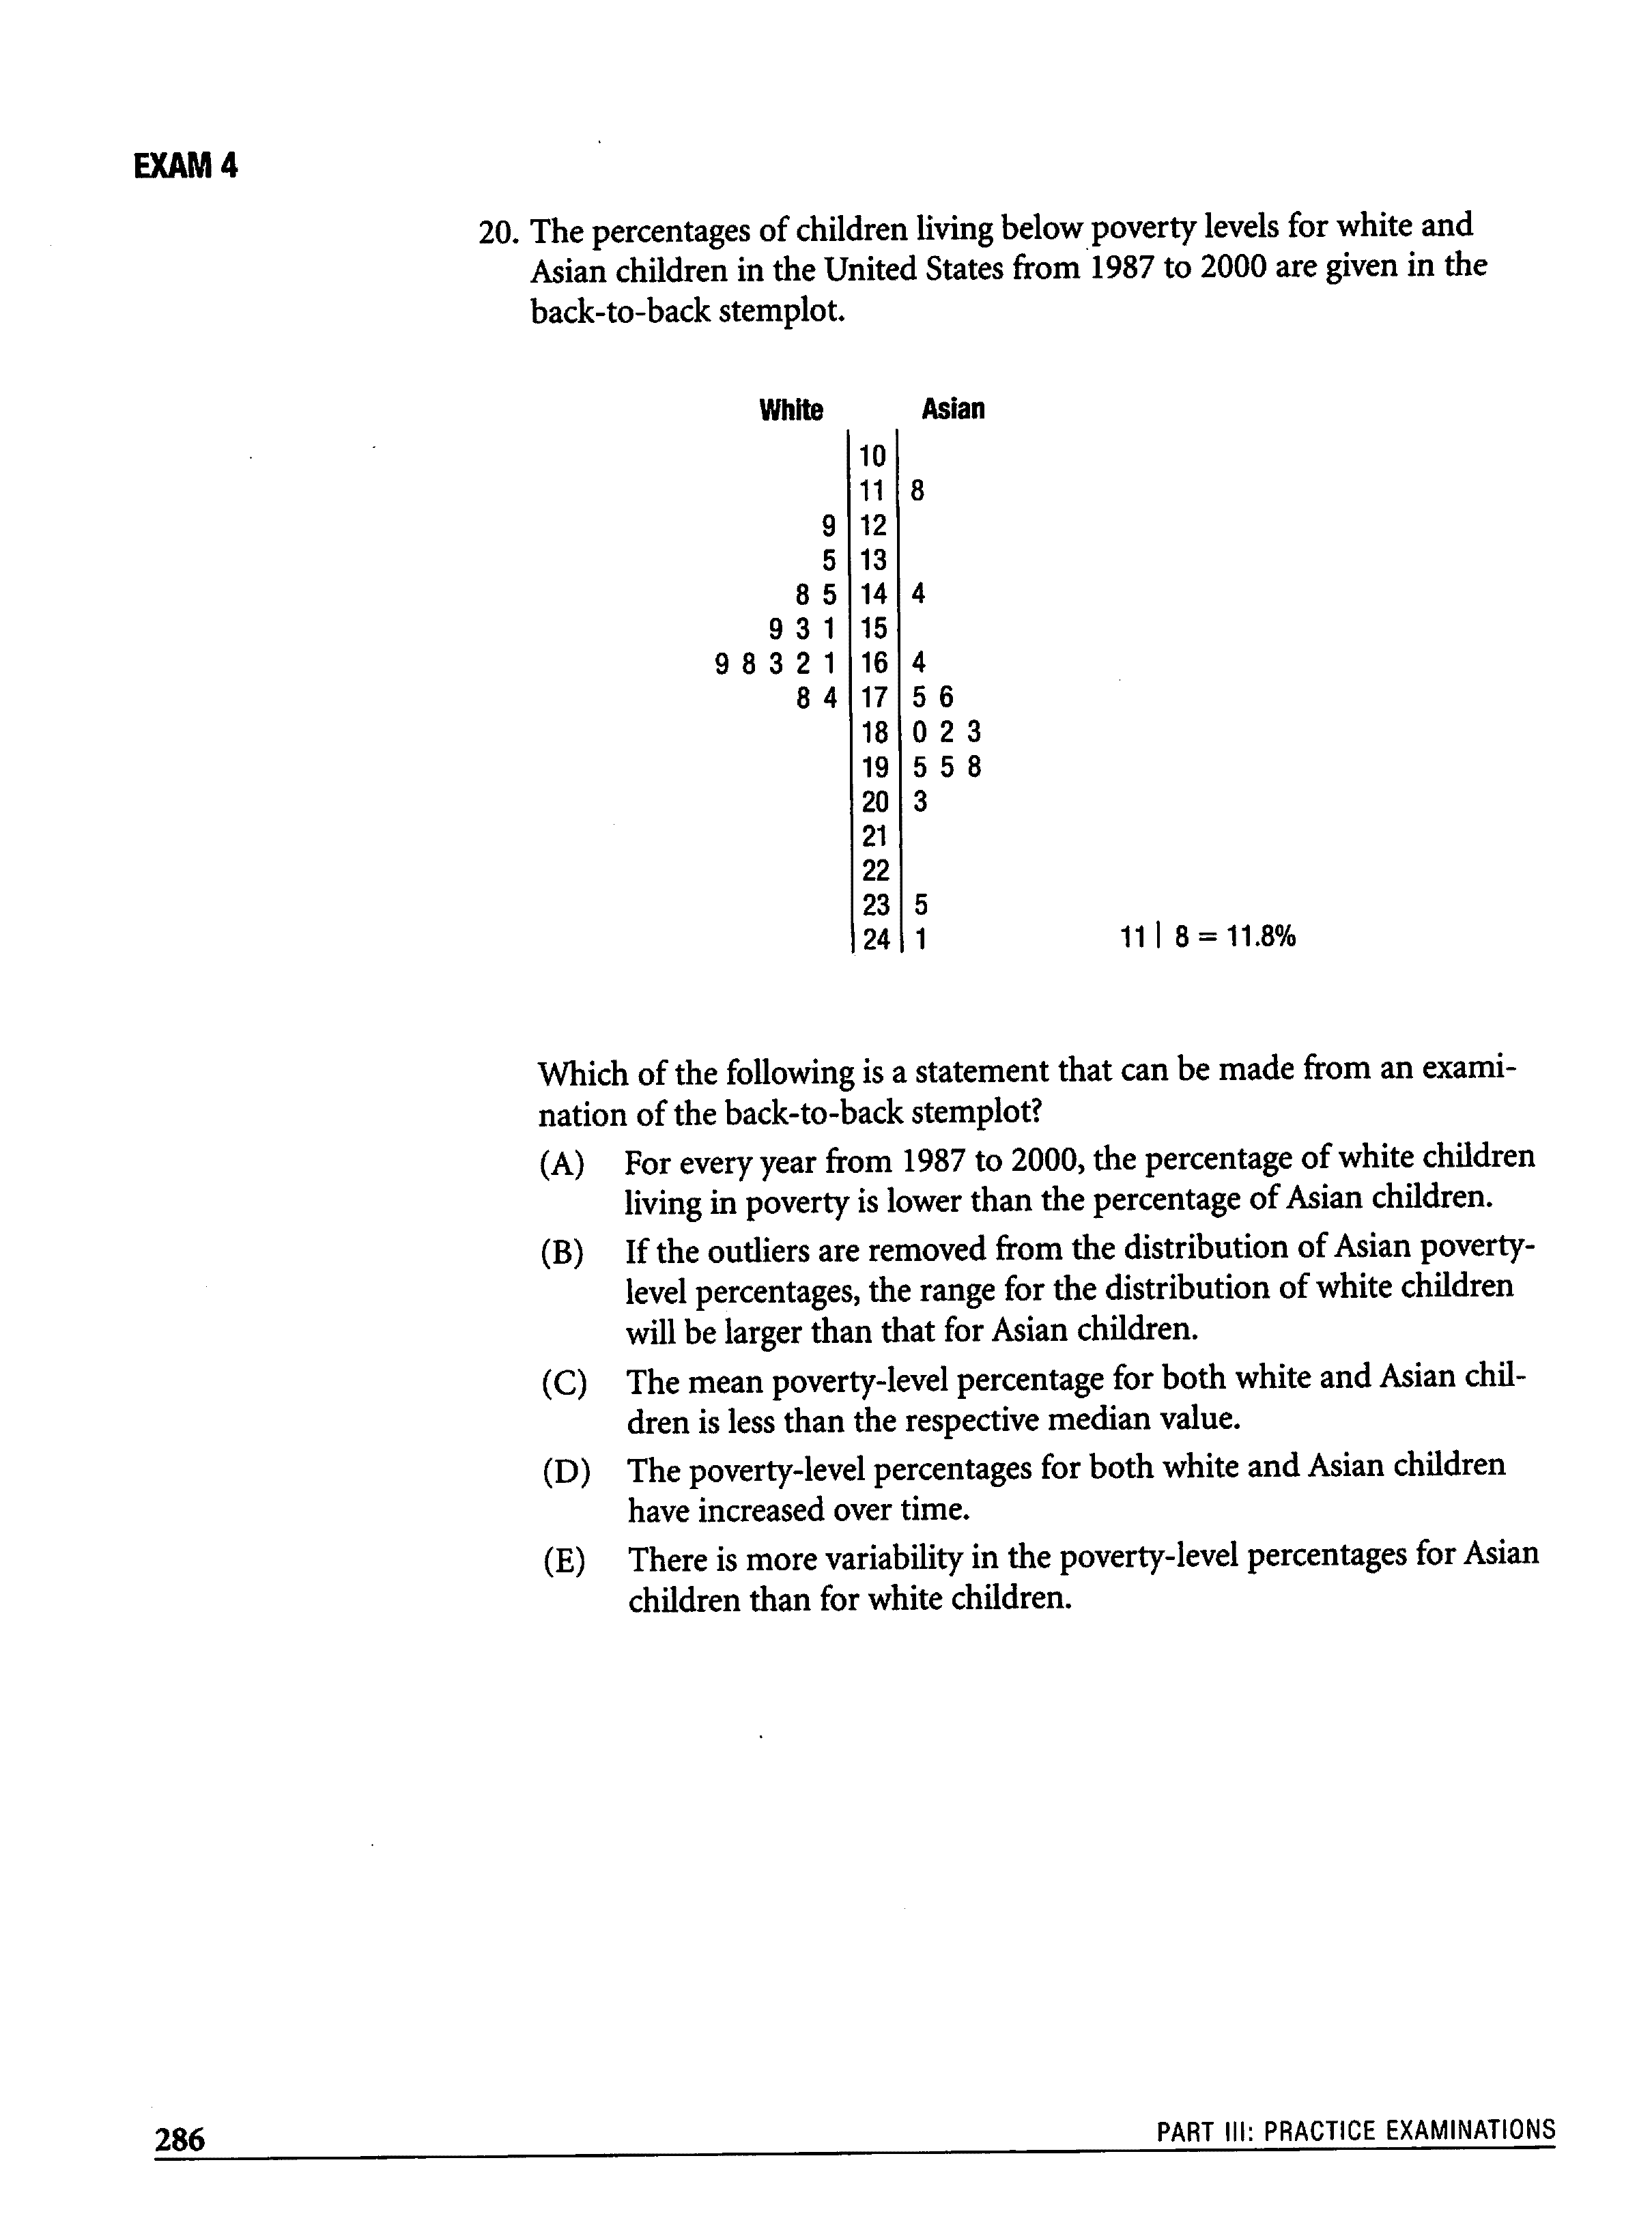 EXAM 4
20. The percentages of children living below poverty levels for white and
Asian children in the United States from 1987 to 2000 are given in the
back-to-back stemplot.
White Asian
10
11 8
9 12
5 13
8 5 14 4
9 3 1 15
9 8 3 2 1 16 4
8 4 17 5 6
18 0 2 3
19 5 5 8
20 3
21
22
23 5
24 1 11 | 8 = 11.8%
Which of the following is a statement that can be made from an exami-
nation of the back-to-back stemplot?
(A) For every year from 1987 to 2000, the percentage of white children
living in poverty is lower than the percentage of Asian children.
(B) If the outliers are removed from the distribution of Asian poverty-
level percentages, the range for the distribution of white children
will be larger than that for Asian children.
(C) The mean poverty-level percentage for both white and Asian chil-
dren is less than the respective median value.
(D) The poverty-level percentages for both white and Asian children
have increased over time.
(E) There is more variability in the poverty-level percentages for Asian
children than for white children.
286 PART III: PRACTICE EXAMINATIONS